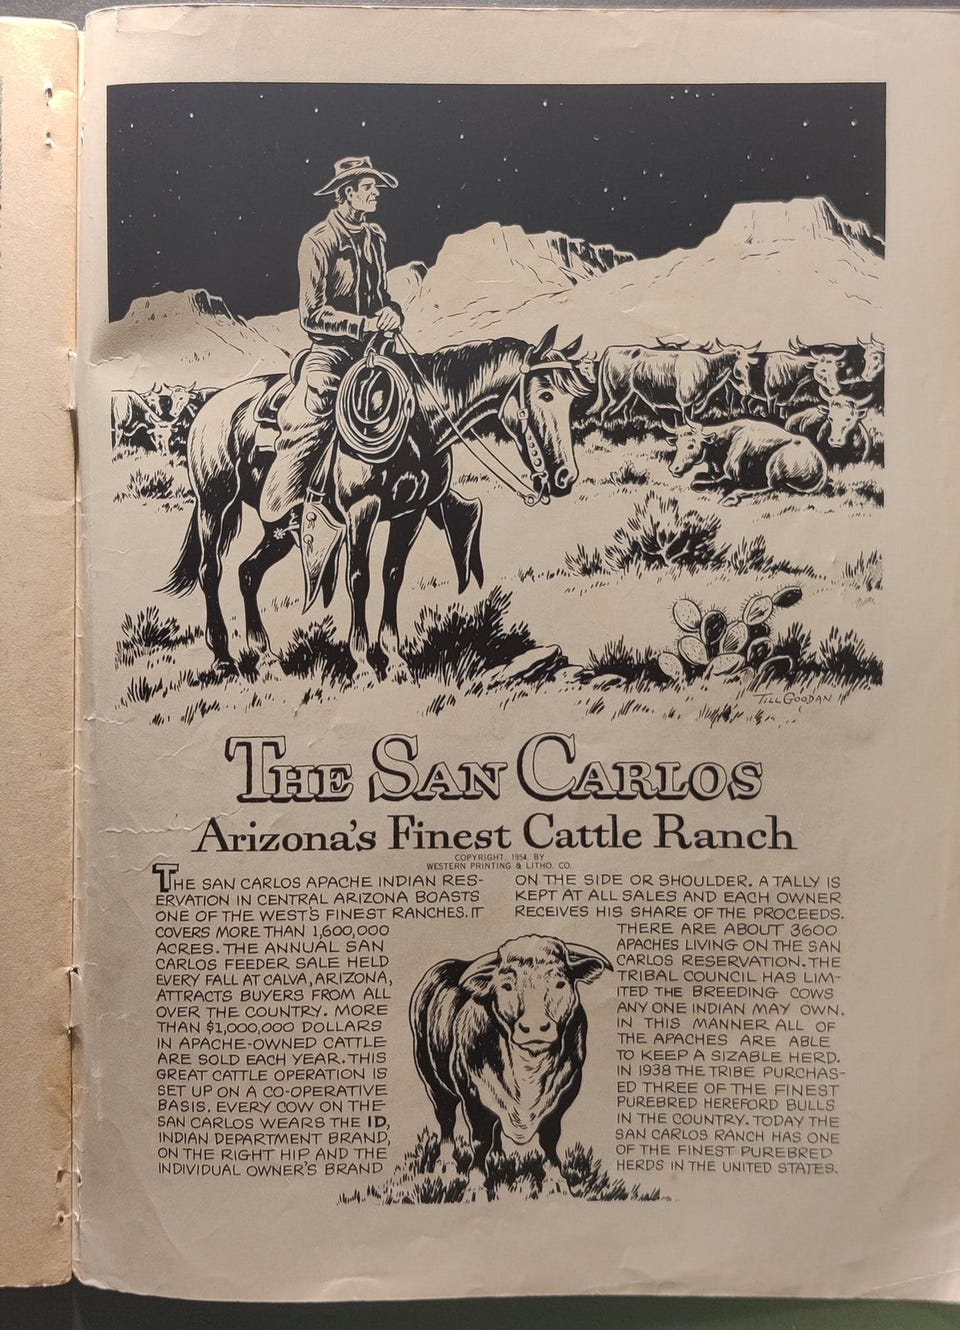 TILL GOODAN
THE SAN CARLOS
Arizona's Finest Cattle Ranch
COPYRIGHT, 1954, BY
WESTERN PRINTING & LITHO. CO.
THE SAN CARLOS APACHE INDIAN RES-
ERVATION IN CENTRAL ARIZONA BOASTS
ONE OF THE WEST'S FINEST RANCHES. IT
COVERS MORE THAN 1,600,000
ACRES. THE ANNUAL SAN
CARLOS FEEDER SALE HELD
EVERY FALL AT CALVA, ARIZONA,
ATTRACTS BUYERS FROM ALL
OVER THE COUNTRY. MORE
THAN $1,000,000 DOLLARS
IN APACHE-OWNED CATTLE
ARE SOLD EACH YEAR. THIS
GREAT CATTLE OPERATION IS
SET UP ON A CO-OPERATIVE
BASIS. EVERY COW ON THE
SAN CARLOS WEARS THE ID,
INDIAN DEPARTMENT BRAND,
ON THE RIGHT HIP AND THE
INDIVIDUAL OWNER'S BRAND
ON THE SIDE OR SHOULDER. A TALLY IS
KEPT AT ALL SALES AND EACH OWNER
RECEIVES HIS SHARE OF THE PROCEEDS.
THERE ARE ABOUT 3600
APACHES LIVING ON THE SAN
CARLOS RESERVATION. THE
TRIBAL COUNCIL HAS LIM-
ITED THE BREEDING COWS
ANY ONE INDIAN MAY OWN.
IN THIS MANNER ALL OF
THE APACHES ARE ABLE
TO KEEP A SIZABLE HERD.
IN 1938 THE TRIBE PURCHAS-
ED THREE OF THE FINEST
PUREBRED HEREFORD BULLS
IN THE COUNTRY. TODAY THE
SAN CARLOS RANCH HAS ONE
OF THE FINEST PUREBRED
HERDS IN THE UNITED STATES.